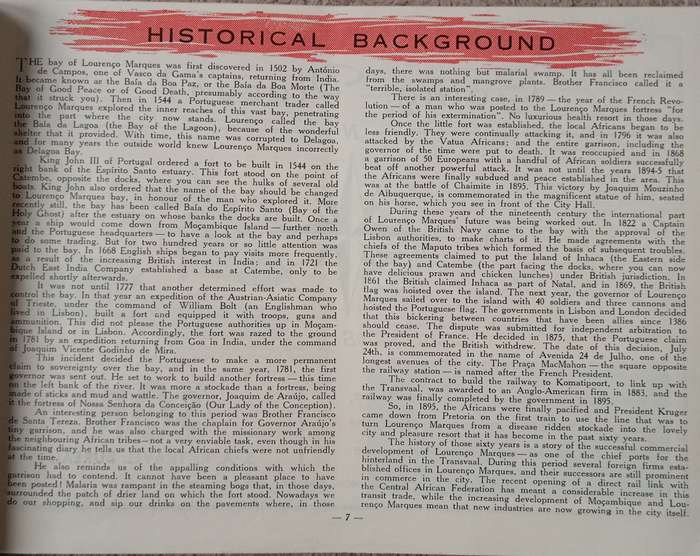 HISTORICAL BACKGROUND
THE bay of Lourenço Marques was first discovered in 1502 by António
de Campos, one of Vasco da Gama's captains, returning from India.
It became known as the Baía da Boa Paz, or the Baía da Boa Morte (The
Bay of Good Peace or of Good Death, presumably according to the way
that it struck you). Then in 1544 a Portuguese merchant trader called
Lourenço Marques explored the inner reaches of this vast bay, penetrating
into the part where the city now stands. Lourenço called the bay
the Baía da Lagoa (the Bay of the Lagoon), because of the wonderful
shelter that it provided. With time, this name was corrupted to Delagoa,
and for many years the outside world knew Lourenço Marques incorrectly
as Delagoa Bay.
King John III of Portugal ordered a fort to be built in 1544 on the
right bank of the Espírito Santo estuary. This fort stood on the point of
Catembe, opposite the docks, where you can see the hulks of several old
boats. King John also ordered that the name of the bay should be changed
to Lourenço Marques bay, in honour of the man who explored it. More
recently still, the bay has been called Baía do Espírito Santo (Bay of the
Holy Ghost) after the estuary on whose banks the docks are built. Once a
year a ship would come down from Moçambique Island — further north
and the Portuguese headquarters — to have a look at the bay and perhaps
to do some trading. But for two hundred years or so little attention was
paid to the bay. In 1668 English ships began to pay visits more frequently,
as a result of the increasing British interest in India; and in 1721 the
Dutch East India Company established a base at Catembe, only to be
expelled shortly afterwards.
It was not until 1777 that another determined effort was made to
control the bay. In that year an expedition of the Austrian-Asiatic Company
of Trieste, under the command of William Bolt (an Englishman who
lived in Lisbon), built a fort and equipped it with troops, guns and
ammunition. This did not please the Portuguese authorities up in Moçam-
bique Island or in Lisbon. Accordingly, the fort was razed to the ground
in 1781 by an expedition returning from Goa in India, under the command
of Joaquim Vicente Godinho de Mira.
This incident decided the Portuguese to make a more permanent
claim to sovereignty over the bay, and in the same year, 1781, the first
governor was sent out. He set to work to build another fortress — this time
on the left bank of the river. It was more a stockade than a fortress, being
made of sticks and mud and wattle. The governor, Joaquim de Araújo, called
it the fortress of Nossa Senhora da Conceição (Our Lady of the Conception).
An interesting person belonging to this period was Brother Francisco
de Santa Tereza. Brother Francisco was the chaplain for Governor Araújo's
tiny garrison, and he was also charged with the missionary work among
the neighbouring African tribes — not a very enviable task, even though in his
fascinating diary he tells us that the local African chiefs were not unfriendly
at the time.
He also reminds us of the appalling conditions with which the
garrison had to contend. It cannot have been a pleasant place to have
been posted! Malaria was rampant in the steaming bogs that, in those days,
surrounded the patch of drier land on which the fort stood. Nowadays we
do our shopping, and sip our drinks on the pavements where, in those
days, there was nothing but malarial swamp. It has all been reclaimed
from the swamps and mangrove plants. Brother Francisco called it a
"terrible, isolated station".
There is an interesting case, in 1789 — the year of the French Revo-
lution — of a man who was posted to the Lourenço Marques fortress "for
the period of his extermination". No luxurious health resort in those days.
Once the little fort was established, the local Africans began to be
less friendly. They were continually attacking it, and in 1796 it was also
attacked by the Vatua Africans; and the entire garrison, including the
governor of the time were put to death. It was reoccupied and in 1868
a garrison of 50 Europeans with a handful of African soldiers successfully
beat off another powerful attack. It was not until the years 1894-5 that
the Africans were finally subdued and peace established in the area. This
was at the battle of Chaimite in 1895. This victory by Joaquim Mouzinho
de Albuquerque, is commemorated in the magnificent statue of him, seated
on his horse, which you see in front of the City Hall.
During these years of the nineteenth century the international part
of Lourenço Marques' future was being worked out. In 1822 a Captain
Owen of the British Navy came to the bay with the approval of the
Lisbon authorities, to make charts of it. He made agreements with the
chiefs of the Maputo tribes which formed the basis of subsequent troubles.
These agreements claimed to put the Island of Inhaca (the Eastern side
of the bay) and Catembe (the part facing the docks, where you can now
have delicious prawn and chicken lunches) under British jurisdiction. In
1861 the British claimed Inhaca as part of Natal, and in 1869, the British
flag was hoisted over the island. The next year, the governor of Lourenço
Marques sailed over to the island with 40 soldiers and three cannons and
hoisted the Portuguese flag. The governments in Lisbon and London decided
that this bickering between countries that have been allies since 1386
should cease. The dispute was submitted for independent arbitration to
the President of France. He decided in 1875, that the Portuguese claim
was proved, and the British withdrew. The date of this decision, July
24th, is commemorated in the name of Avenida 24 de Julho, one of the
longest avenues of the city. The Praça MacMahon — the square opposite
the railway station — is named after the French President.
The contract to build the railway to Komatipoort, to link up with
the Transvaal, was awarded to an Anglo-American firm in 1883, and the
railway was finally completed by the government in 1895.
So, in 1895, the Africans were finally pacified and President Kruger
came down from Pretoria on the first train to use the line that was to
turn Lourenço Marques from a disease ridden stockade into the lovely
city and pleasure resort that it has become in the past sixty years.
The history of those sixty years is a story of the successful commercial
development of Lourenço Marques — as one of the chief ports for the
hinterland in the Transvaal. During this period several foreign firms esta-
blished offices in Lourenço Marques, and their successors are still prominent
in commerce in the city. The recent opening of a direct rail link with
the Central African Federation has meant a considerable increase in this
transit trade, while the increasing development of Moçambique and Lou-
renço Marques mean that new industries are now growing in the city itself.
— 7 —